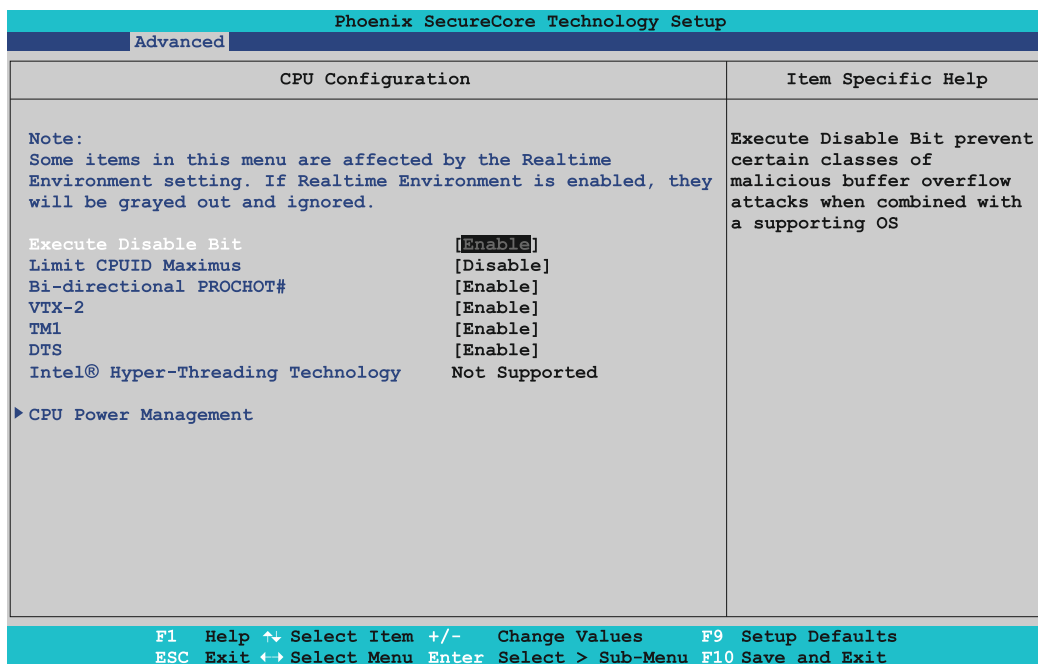 Phoenix SecureCore Technology Setup
Advanced
CPU Configuration
Item Specific Help
Note:
Some items in this menu are affected by the Realtime
Environment setting. If Realtime Environment is enabled, they
will be grayed out and ignored.
Execute Disable Bit [Enable]
Limit CPUID Maximus [Disable]
Bi-directional PROCHOT# [Enable]
VTX-2 [Enable]
TM1 [Enable]
DTS [Enable]
Intel® Hyper-Threading Technology Not Supported
CPU Power Management
Execute Disable Bit prevent
certain classes of
malicious buffer overflow
attacks when combined with
a supporting OS
F1 Help ↑↓ Select Item +/- Change Values F9 Setup Defaults
ESC Exit ←→ Select Menu Enter Select > Sub-Menu F10 Save and Exit